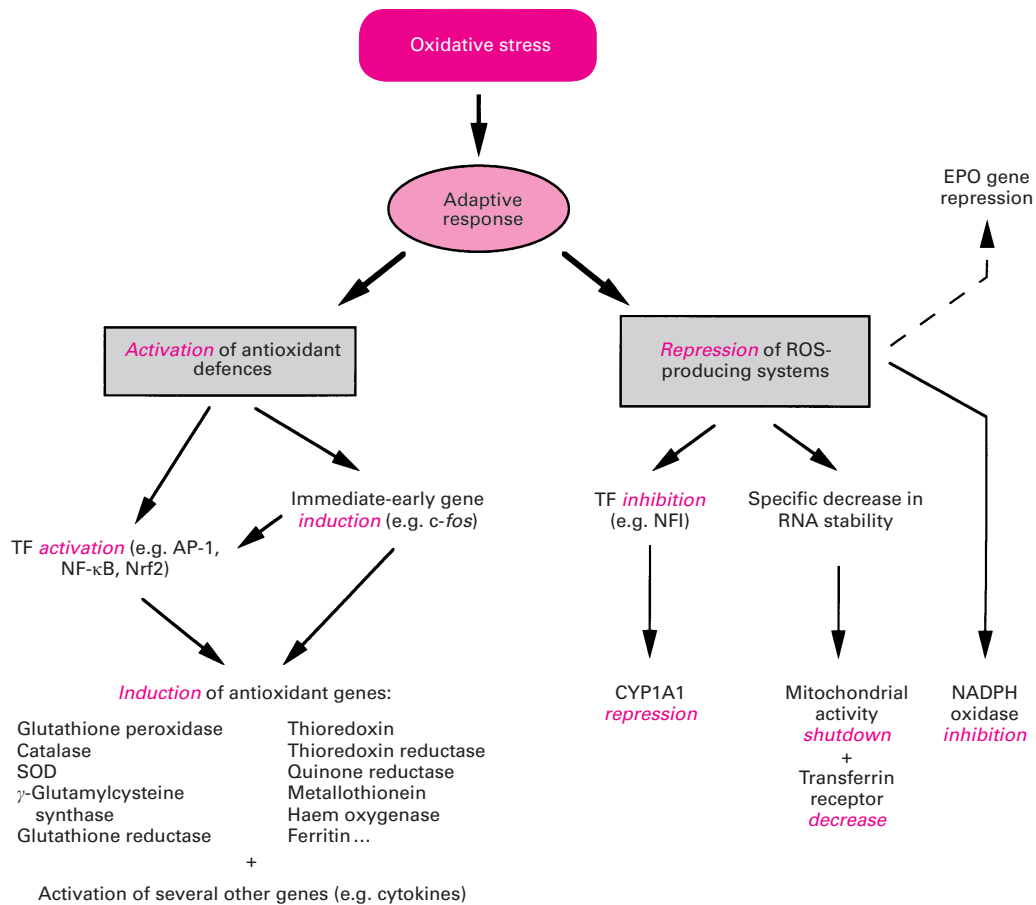 Oxidative stress
Adaptive
response
EPO gene
repression
Activation of antioxidant
defences
Repression of ROS-
producing systems
Immediate-early gene
induction (e.g. c-fos)
TF activation (e.g. AP-1,
NF-κB, Nrf2)
TF inhibition
(e.g. NFI)
Specific decrease in
RNA stability
Induction of antioxidant genes:
Glutathione peroxidase
Catalase
SOD
γ-Glutamylcysteine
synthase
Glutathione reductase
Thioredoxin
Thioredoxin reductase
Quinone reductase
Metallothionein
Haem oxygenase
Ferritin...
+
Activation of several other genes (e.g. cytokines)
CYP1A1
repression
Mitochondrial
activity
shutdown
+
Transferrin
receptor
decrease
NADPH
oxidase
inhibition